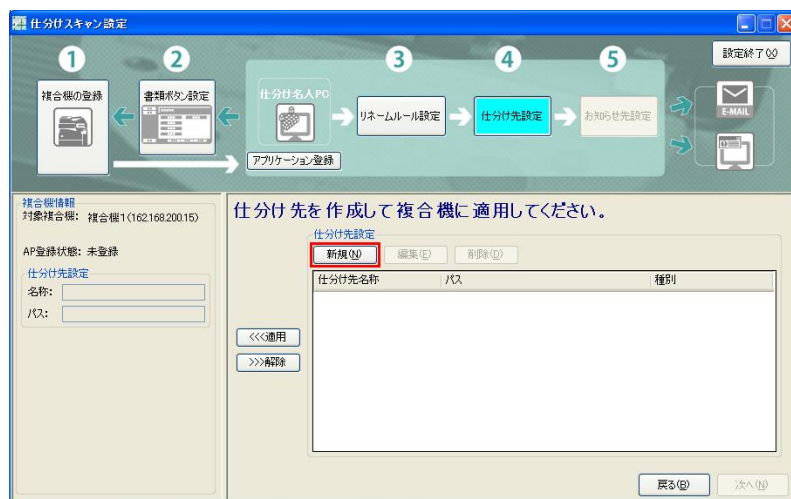 仕分けスキャン設定
設定終了(X)
1
2
3
4
5
複合機の登録
書類ボタン設定
仕分け名人PC
リネームルール設定
仕分け先設定
お知らせ先設定
E-MAIL
アプリケーション登録
複合機情報
対象複合機: 複合機1(162.168.200.15)
AP登録状態: 未登録
仕分け先設定
名称:
パス:
仕分け先を作成して複合機に適用してください。
仕分け先設定
新規(N) 編集(E) 削除(D)
仕分け先名称 パス 種別
<<<適用
>>>解除
戻る(B) 次へ(N)